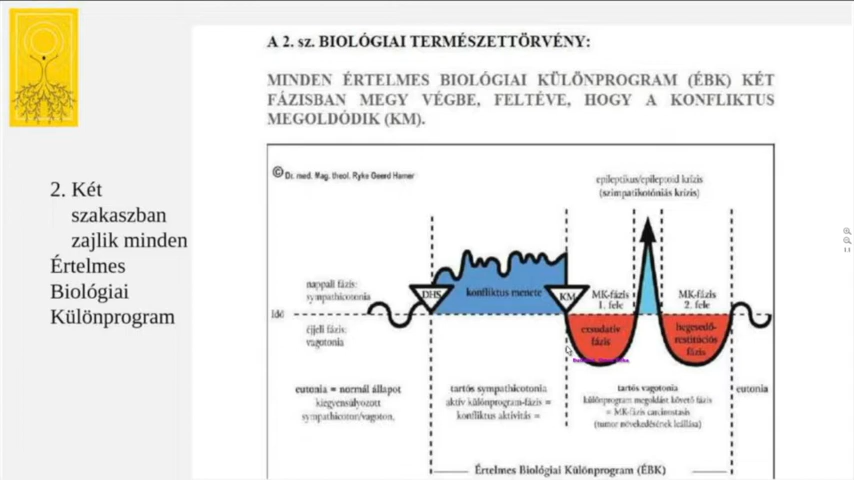 A 2. sz. BIOLÓGIAI TERMÉSZETTÖRVÉNY:
MINDEN ÉRTELMES BIOLÓGIAI KÜLÖNPROGRAM (ÉBK) KÉT
FÁZISBAN MEGY VÉGBE, FELTÉVE, HOGY A KONFLIKTUS
MEGOLDÓDIK (KM).
2. Két
szakaszban
zajlik minden
Értelmes
Biológiai
Különprogram
© Dr. med. Mag. theol. Ryke Geerd Hamer
epileptikus/epileptoid krízis
(szimpatikotóniás krízis)
nappali fázis:
sympathicotonia
DHS
konfliktus menete
KM
MK-fázis
1. fele
MK-fázis
2. fele
Idő
éjjeli fázis:
vagotonia
exsudatív
fázis
hegesedő-
restitúciós
fázis
eutonia = normál állapot
kiegyensúlyozott
sympathicoton/vagoton.
tartós sympathicotonia
aktív különprogram-fázis =
konfliktus aktivitás =
tartós vagotonia
különprogram megoldást követő fázis
= MK-fázis carcinostasis
(tumor növekedésének leállása)
eutonia
Értelmes Biológiai Különprogram (ÉBK)